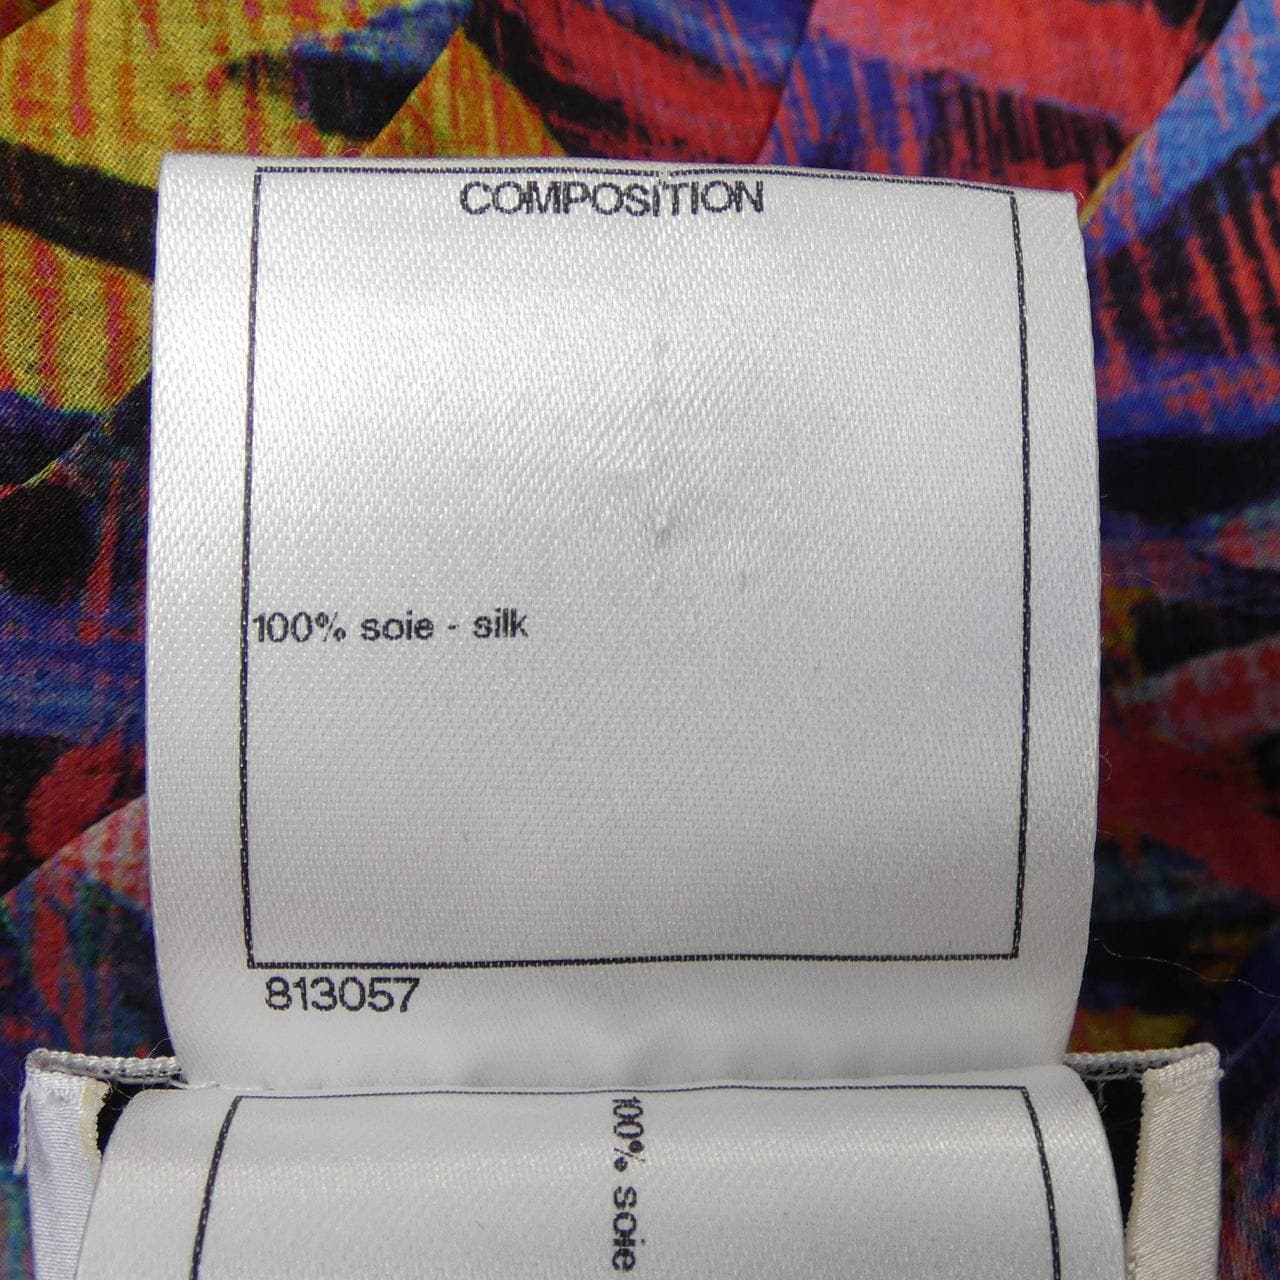 COMPOSITION
100% soie - silk
813057
100% soie